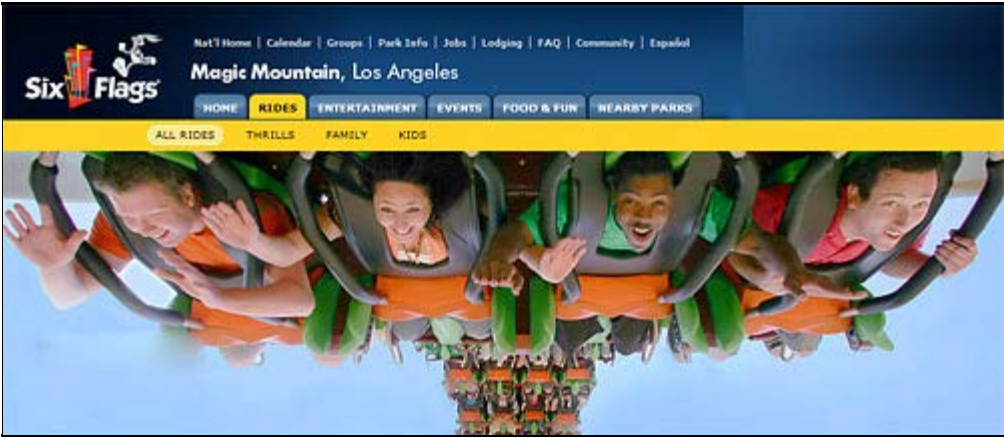 Nat'l Home | Calendar | Groups | Park Info | Jobs | Lodging | FAQ | Community | Español
Six Flags
Magic Mountain, Los Angeles
HOME RIDES ENTERTAINMENT EVENTS FOOD & FUN NEARBY PARKS
ALL RIDES THRILLS FAMILY KIDS